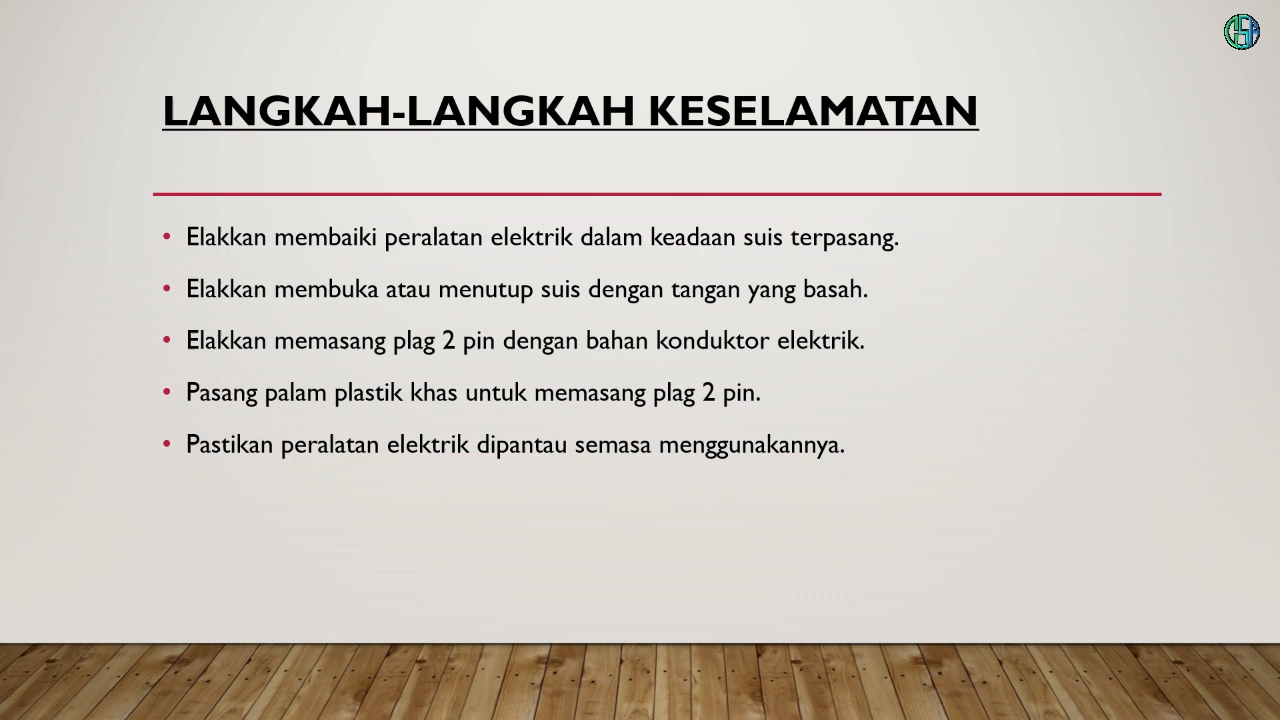 LANGKAH-LANGKAH KESELAMATAN
• Elakkan membaiki peralatan elektrik dalam keadaan suis terpasang.
• Elakkan membuka atau menutup suis dengan tangan yang basah.
• Elakkan memasang plag 2 pin dengan bahan konduktor elektrik.
• Pasang palam plastik khas untuk memasang plag 2 pin.
• Pastikan peralatan elektrik dipantau semasa menggunakannya.